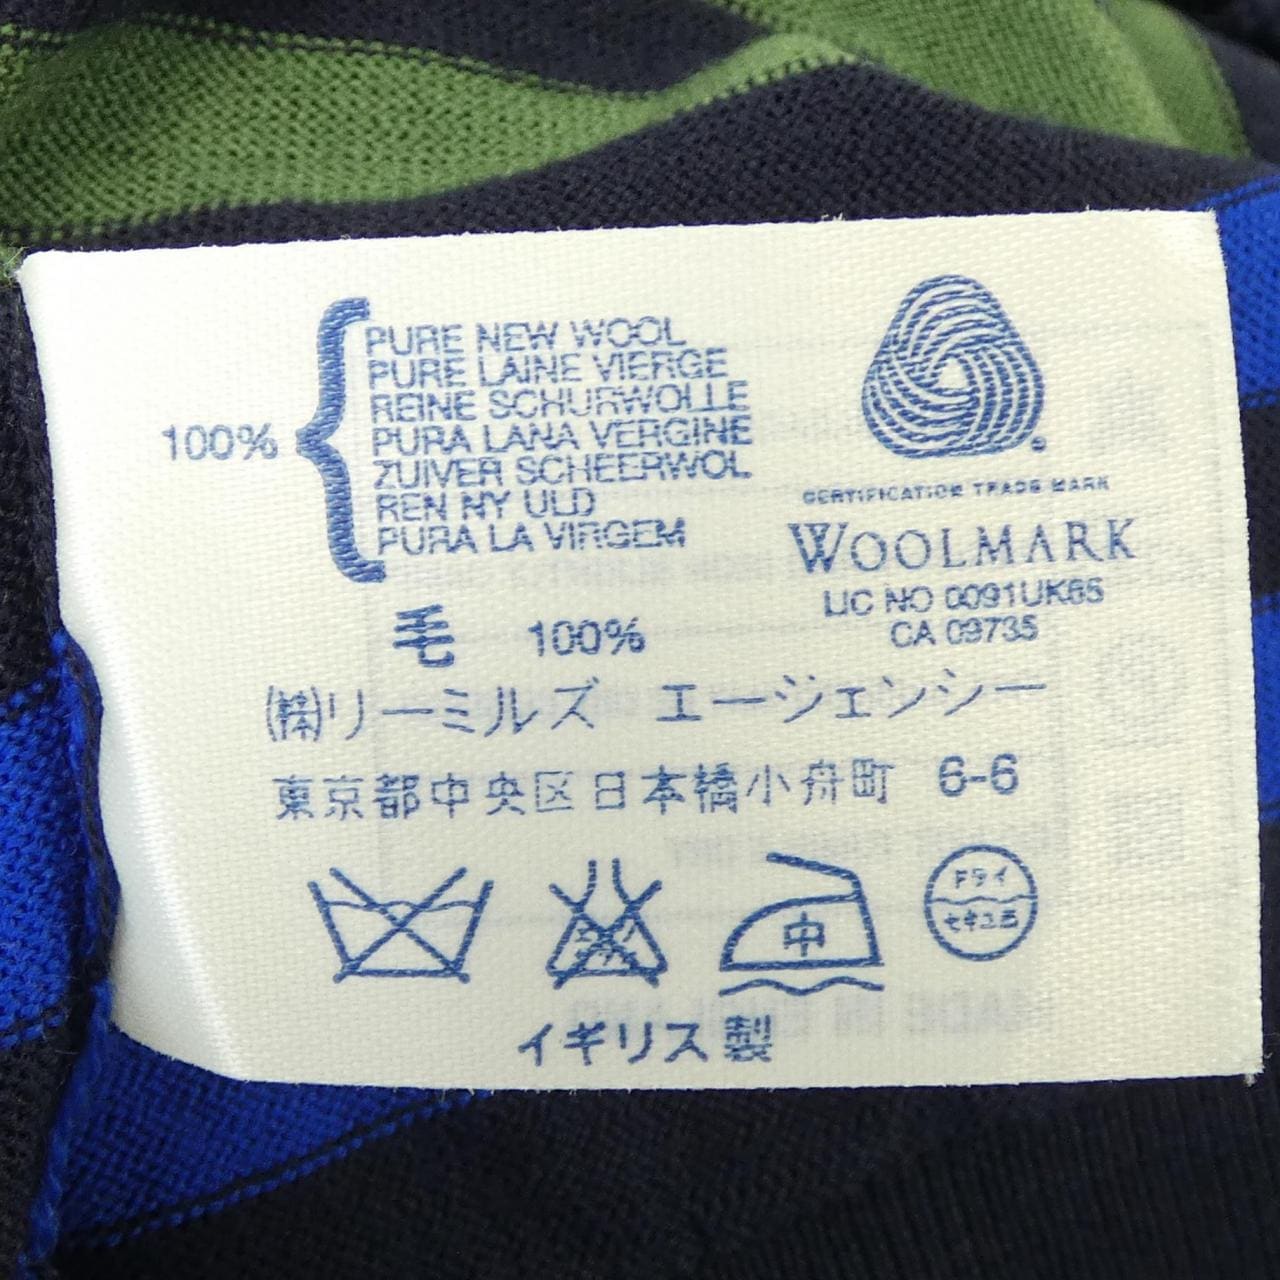 100%
PURE NEW WOOL
PURE LAINE VIERGE
REINE SCHURWOLLE
PURA LANA VERGINE
ZUIVER SCHEERWOL
REN NY ULD
PURA LA VIRGEM
CERTIFICATION TRADE MARK
WOOLMARK
LIC NO 0091UK65
CA 09735
毛 100%
㈱リーミルズ エージェンシー
東京都中央区日本橋小舟町 6-6
中
ドライ
セキユ系
イギリス製
MADE IN ENGLAND